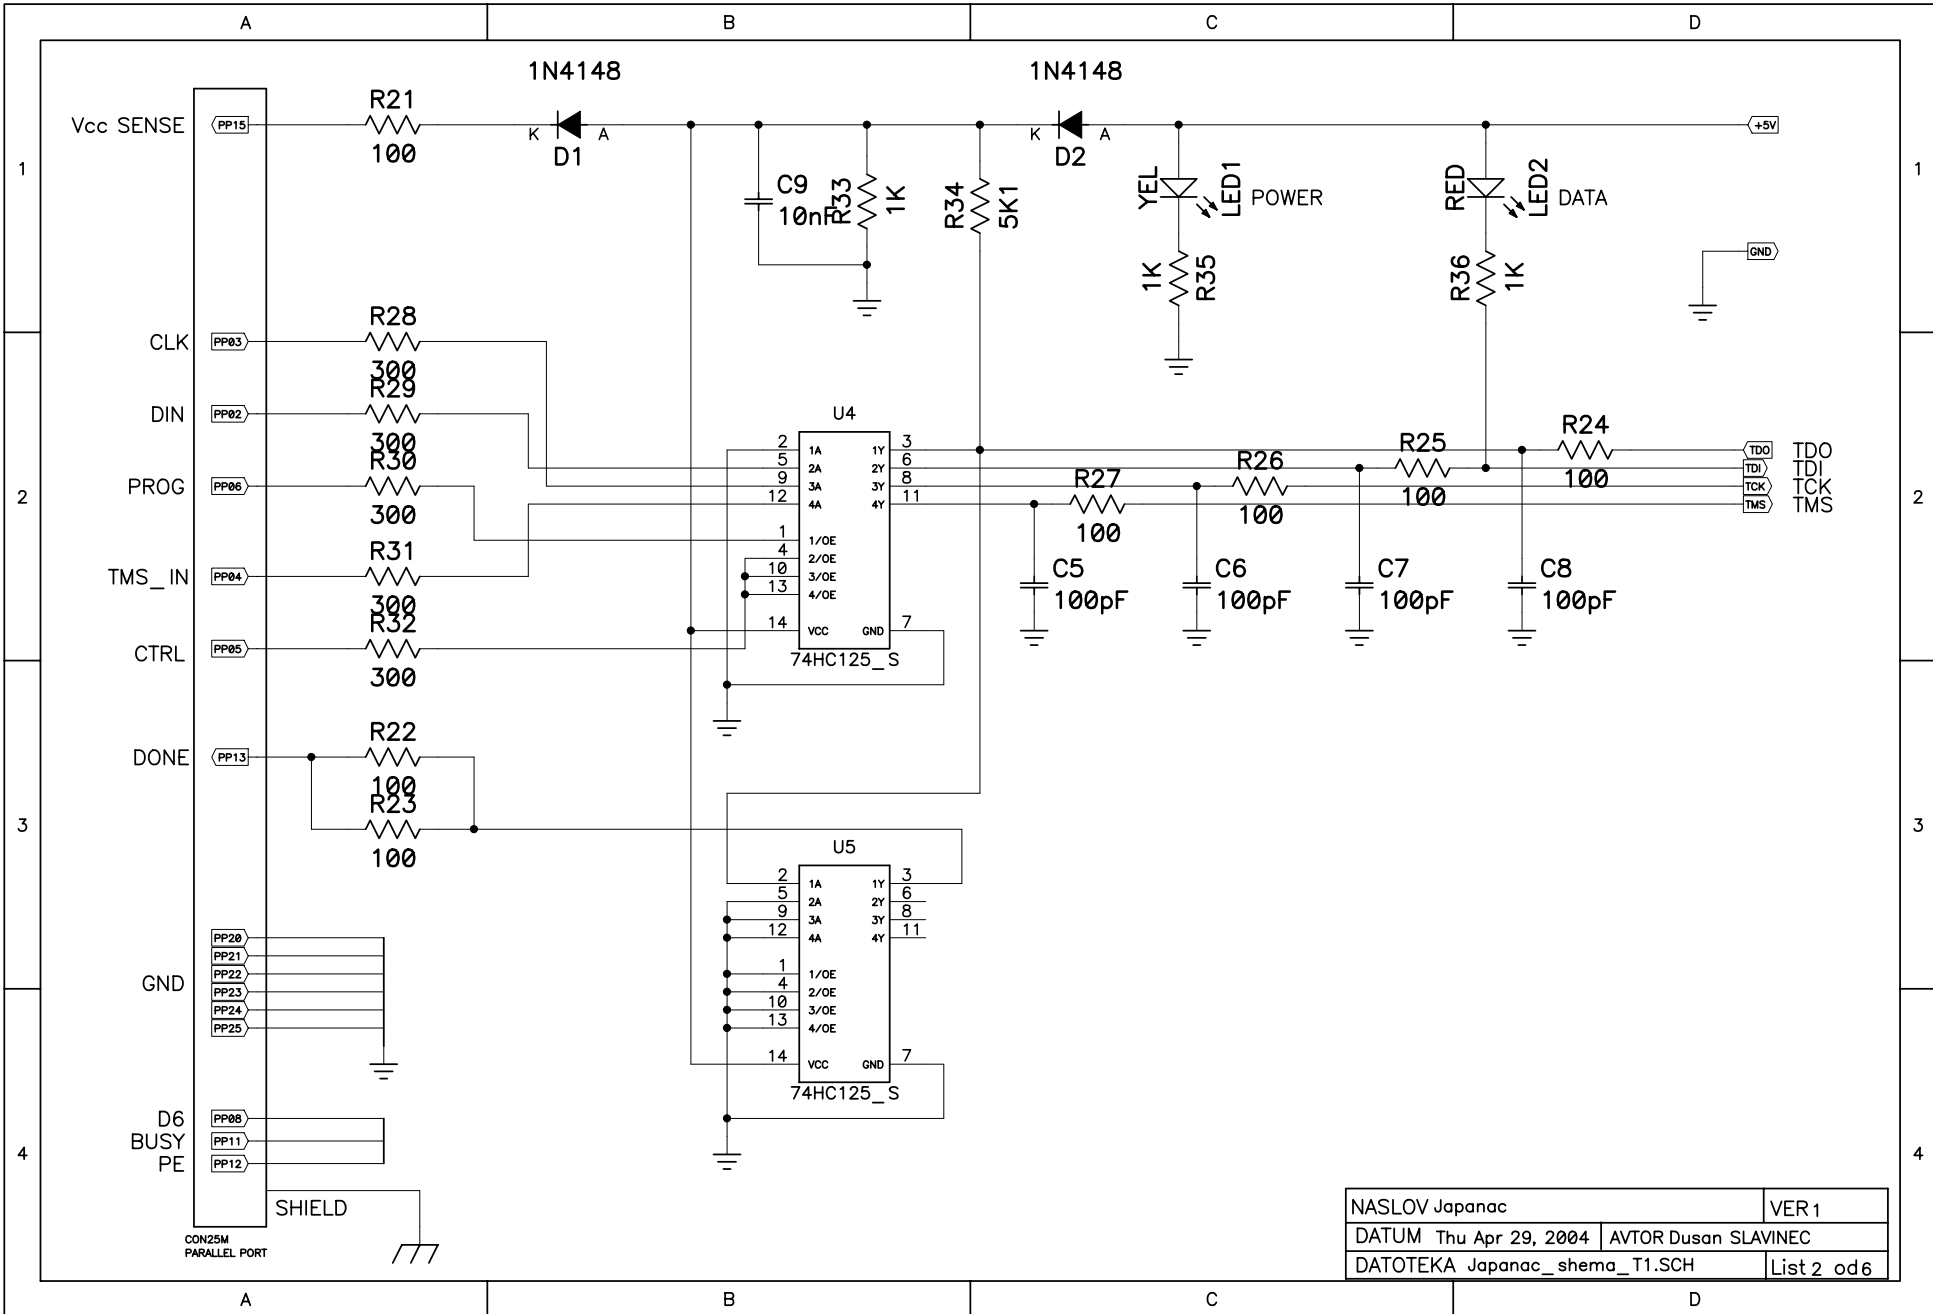 A B C D
1N4148 1N4148
Vcc SENSE PP15 R21 100 K A D1 K A D2 +5V
1 1
C9 10nF R33 1K R34 5K1 YEL LED1 POWER RED LED2 DATA
1K R35 R36 1K GND
CLK PP03 R28 300
DIN PP02 R29 300
PROG PP06 R30 300
TMS_IN PP04 R31 300
CTRL PP05 R32 300
2 2
U4
2 1A 1Y 3
5 2A 2Y 6
9 3A 3Y 8
12 4A 4Y 11
1 1/OE
4 2/OE
10 3/OE
13 4/OE
14 VCC GND 7
74HC125_S
R27 100
R26 100
R25 100
R24 100
TDO TDO
TDI TDI
TCK TCK
TMS TMS
C5 100pF
C6 100pF
C7 100pF
C8 100pF
DONE PP13 R22 100
R23 100
3 3
U5
2 1A 1Y 3
5 2A 2Y 6
9 3A 3Y 8
12 4A 4Y 11
1 1/OE
4 2/OE
10 3/OE
13 4/OE
14 VCC GND 7
74HC125_S
PP20
PP21
GND PP22
PP23
PP24
PP25
D6 PP08
BUSY PP11
PE PP12
4 4
SHIELD
CON25M
PARALLEL PORT
NASLOV Japanac VER 1
DATUM Thu Apr 29, 2004 AVTOR Dusan SLAVINEC
DATOTEKA Japanac_shema_T1.SCH List 2 od 6
A B C D